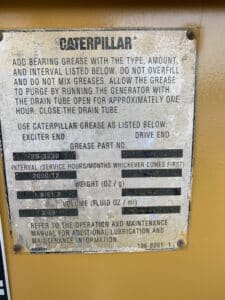 CATERPILLAR
ADD BEARING GREASE WITH THE TYPE, AMOUNT,
AND INTERVAL LISTED BELOW. DO NOT OVERFILL
AND DO NOT MIX GREASES. ALLOW THE GREASE
TO PURGE BY RUNNING THE GENERATOR WITH
THE DRAIN TUBE OPEN FOR APPROXIMATELY ONE
HOUR. CLOSE THE DRAIN TUBE.
USE CATERPILLAR GREASE AS LISTED BELOW:
EXCITER END DRIVE END
GREASE PART NO.
INTERVAL (SERVICE HOURS/MONTHS WHICHEVER COMES FIRST)
2000/12
WEIGHT (OZ/g)
VOLUME (FLUID OZ/ml)
REFER TO THE OPERATION AND MAINTENANCE
MANUAL FOR ADDITIONAL LUBRICATION AND
MAINTENANCE INFORMATION.